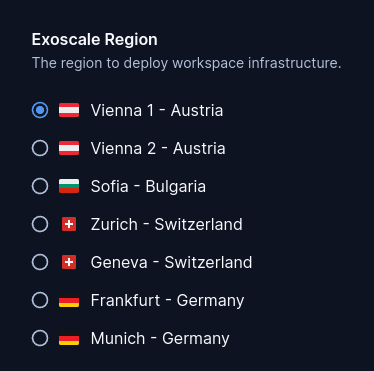 Exoscale Region
The region to deploy workspace infrastructure.
Vienna 1 - Austria
Vienna 2 - Austria
Sofia - Bulgaria
Zurich - Switzerland
Geneva - Switzerland
Frankfurt - Germany
Munich - Germany